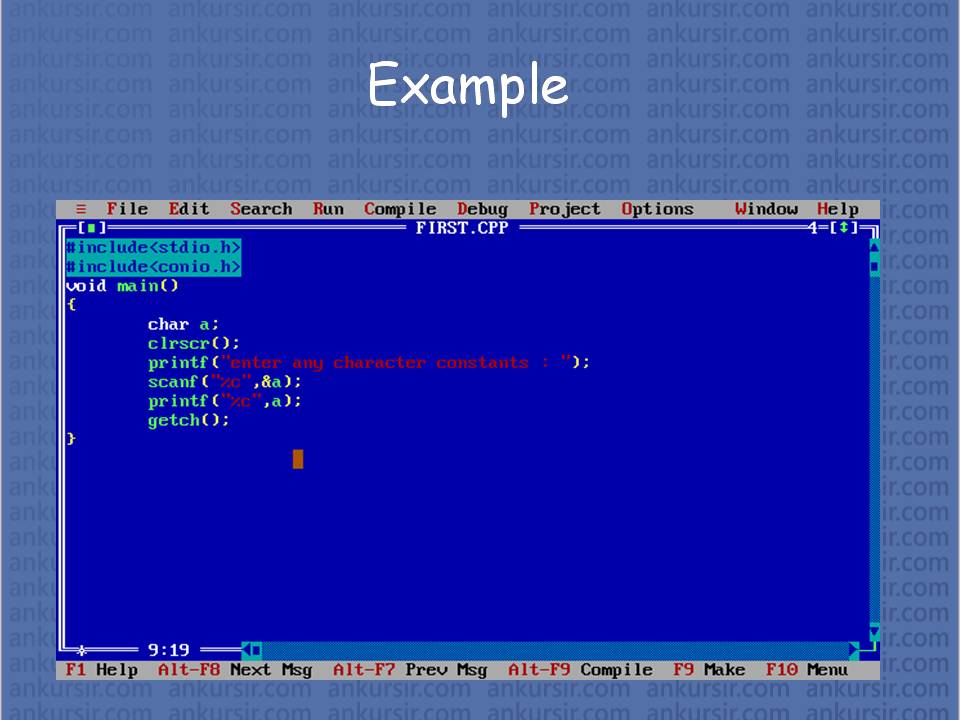 Example
≡ File Edit Search Run Compile Debug Project Options Window Help
[■] FIRST.CPP 4=[↕]
#include<stdio.h>
#include<conio.h>
void main()
{
char a;
clrscr();
printf("enter any character constants : ");
scanf("%c",&a);
printf("%c",a);
getch();
}
* 9:19
F1 Help Alt-F8 Next Msg Alt-F7 Prev Msg Alt-F9 Compile F9 Make F10 Menu
ankursir.com